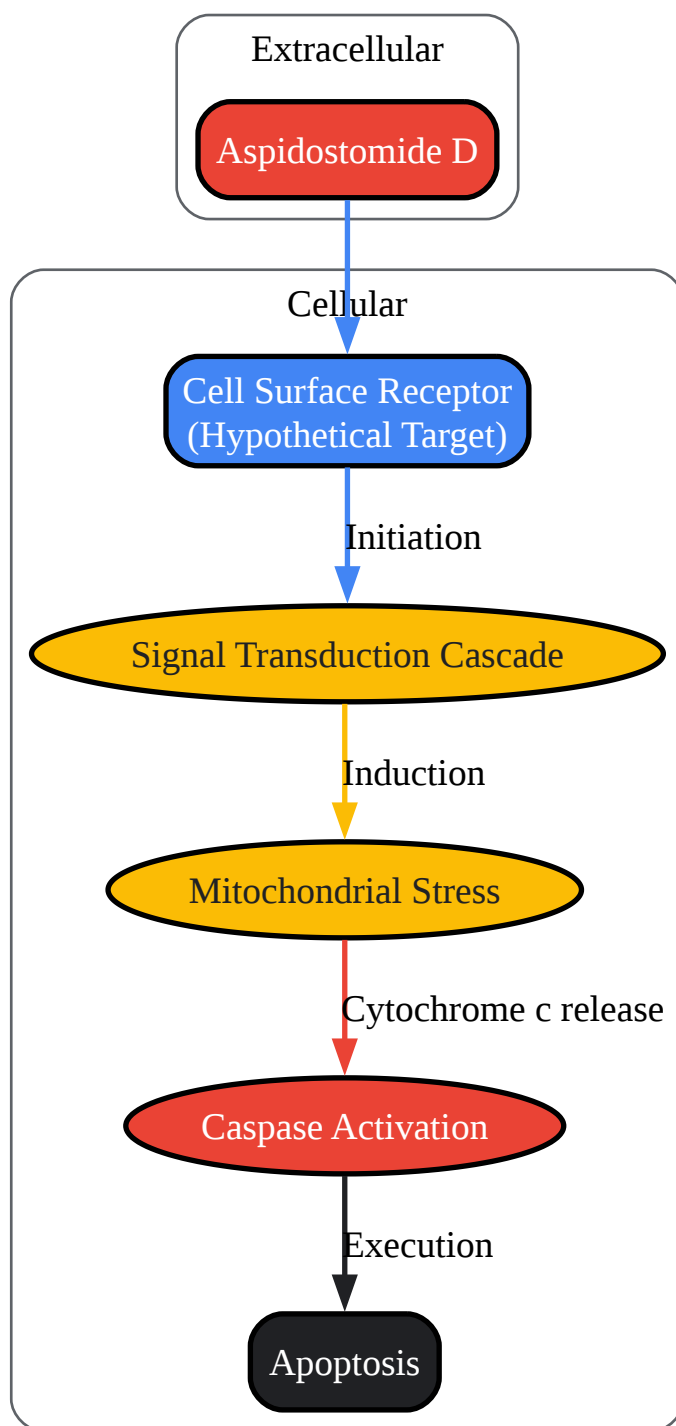 Extracellular
Aspidostomide D
Cellular
Cell Surface Receptor
(Hypothetical Target)
Initiation
Signal Transduction Cascade
Induction
Mitochondrial Stress
Cytochrome c release
Caspase Activation
Execution
Apoptosis